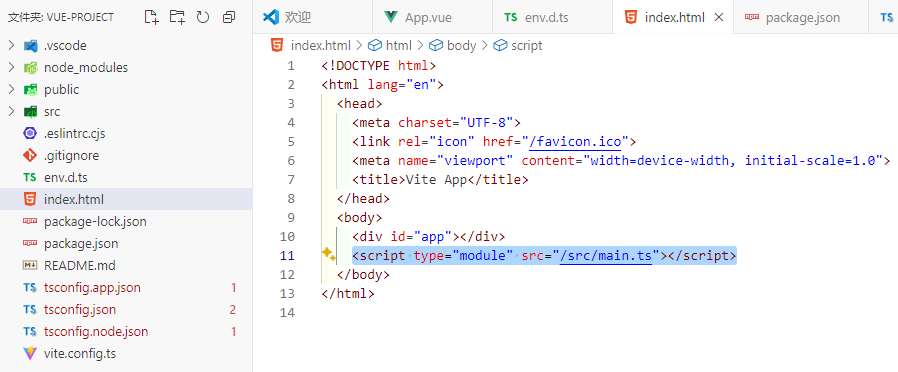 文件夹: VUE-PROJECT
.vscode
node_modules
public
src
.eslintrc.cjs
.gitignore
TS env.d.ts
index.html
package-lock.json
package.json
README.md
TS tsconfig.app.json 1
TS tsconfig.json 2
TS tsconfig.node.json 1
vite.config.ts
欢迎 App.vue TS env.d.ts index.html package.json TS
index.html > html > body > script
1 <!DOCTYPE html>
2 <html lang="en">
3 <head>
4 <meta charset="UTF-8">
5 <link rel="icon" href="/favicon.ico">
6 <meta name="viewport" content="width=device-width, initial-scale=1.0">
7 <title>Vite App</title>
8 </head>
9 <body>
10 <div id="app"></div>
11 <script type="module" src="/src/main.ts"></script>
12 </body>
13 </html>
14